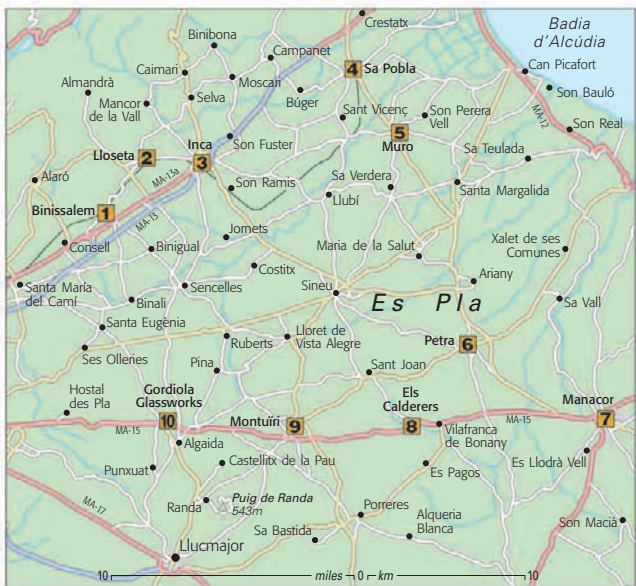 Crestatx
Badia
d'Alcúdia
Binibona
Campanet
Caimari
Moscari
4
Sa Pobla
Can Picafort
Almandrà
Mancor
de la Vall
Selva
Búger
Son Bauló
Sant Vicenç
Son Perera
Vell
MA-12
Son Real
5
Muro
Lloseta
2
Inca
3
Son Fuster
Sa Teulada
Alaró
MA-13a
Son Ramis
Sa Verdera
Llubí
Santa Margalida
Binissalem
1
MA-13
Jornets
Consell
Binigual
Maria de la Salut
Xalet de ses
Comunes
Costitx
Santa María
del Camí
Sencelles
Sineu
Ariany
Binali
Es Pla
Sa Vall
Santa Eugènia
Ses Olleries
Ruberts
Lloret de
Vista Alegre
Petra
6
Pina
Sant Joan
Hostal
des Pla
Gordiola
Glassworks
10
Els
Calderers
8
Manacor
7
MA-15
Montuïri
9
MA-15
Vilafranca
de Bonany
Algaida
Castellitx de la Pau
Es Llodrà Vell
Punxuat
Es Pagos
MA-17
Randa
Puig de Randa
543m
Porreres
Alqueria
Blanca
Son Macià
Sa Bastida
Llucmajor
10 miles 0 km 10